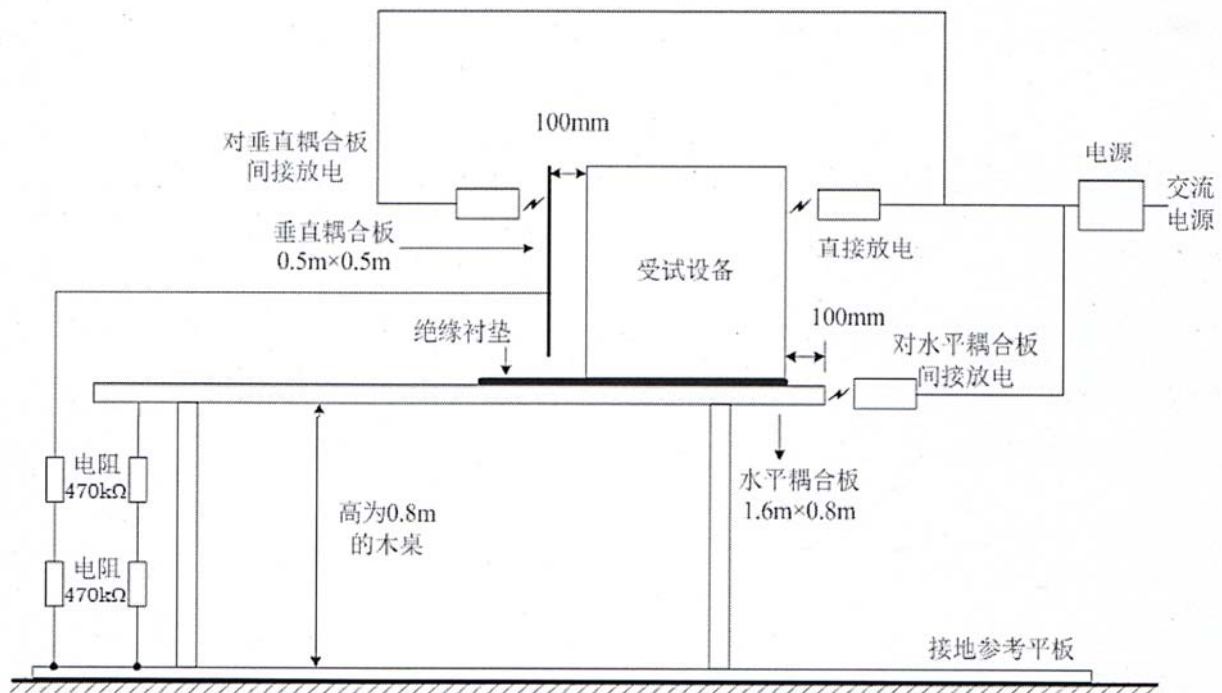 100mm
对垂直耦合板
间接放电
电源
交流
电源
垂直耦合板
0.5m×0.5m
直接放电
受试设备
100mm
绝缘衬垫
对水平耦合板
间接放电
电阻
470kΩ
水平耦合板
1.6m×0.8m
高为0.8m
的木桌
电阻
470kΩ
接地参考平板